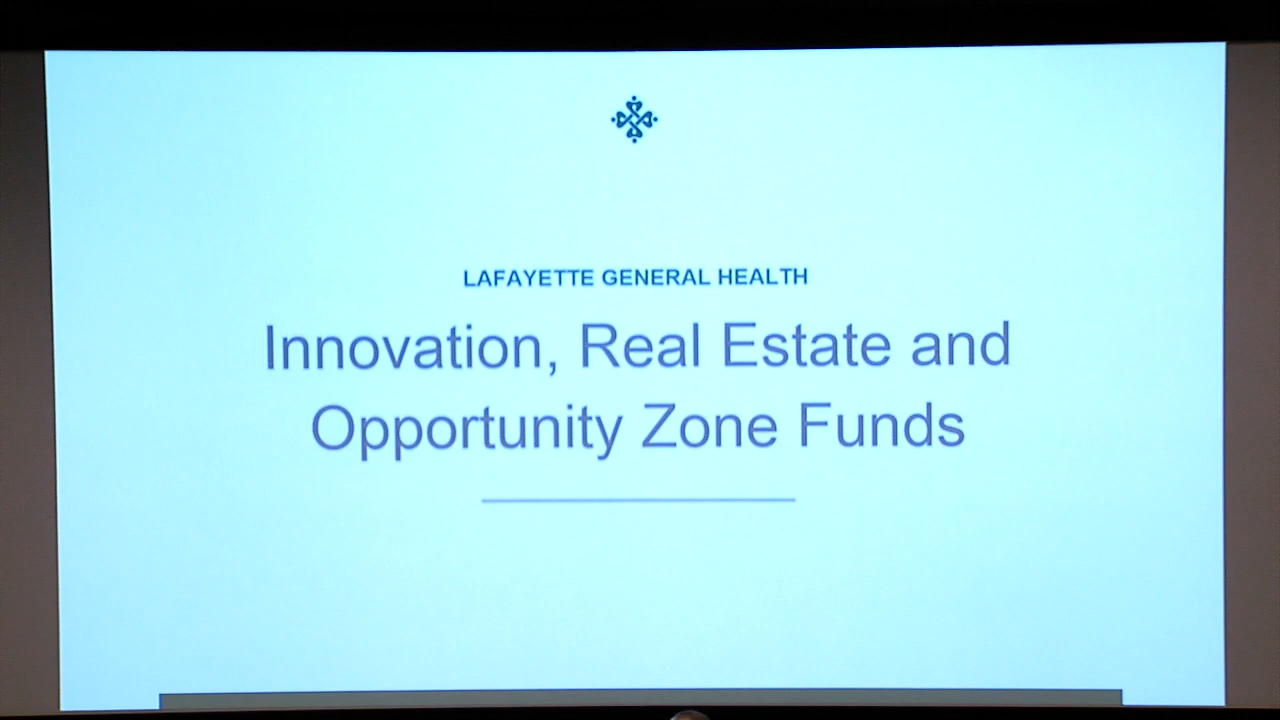 LAFAYETTE GENERAL HEALTH
Innovation, Real Estate and
Opportunity Zone Funds